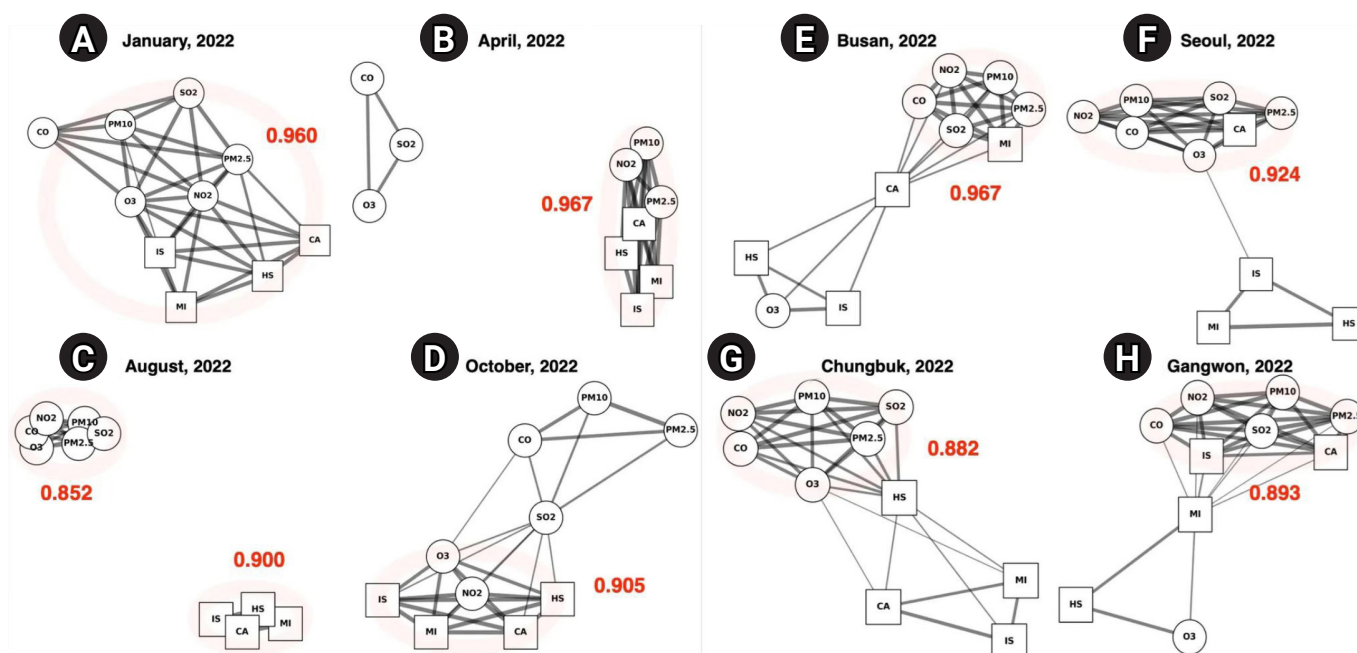 A January, 2022
SO2
CO
PM10
0.960
PM2.5
O3
NO2
CA
IS
HS
MI
B April, 2022
CO
SO2
O3
PM10
NO2
0.967
PM2.5
CA
HS
MI
IS
C August, 2022
NO2
PM10
CO
SO2
O3
PM2.5
0.852
0.900
HS
IS
MI
CA
D October, 2022
PM10
CO
PM2.5
SO2
O3
0.905
IS
NO2
HS
MI
CA
E Busan, 2022
NO2
PM10
CO
PM2.5
SO2
MI
CA
0.967
HS
O3
IS
F Seoul, 2022
PM10
SO2
NO2
PM2.5
CO
CA
O3
0.924
IS
MI
HS
G Chungbuk, 2022
PM10
NO2
SO2
PM2.5
CO
0.882
O3
HS
MI
CA
IS
H Gangwon, 2022
NO2
PM10
PM2.5
CO
SO2
IS
CA
0.893
MI
HS
O3